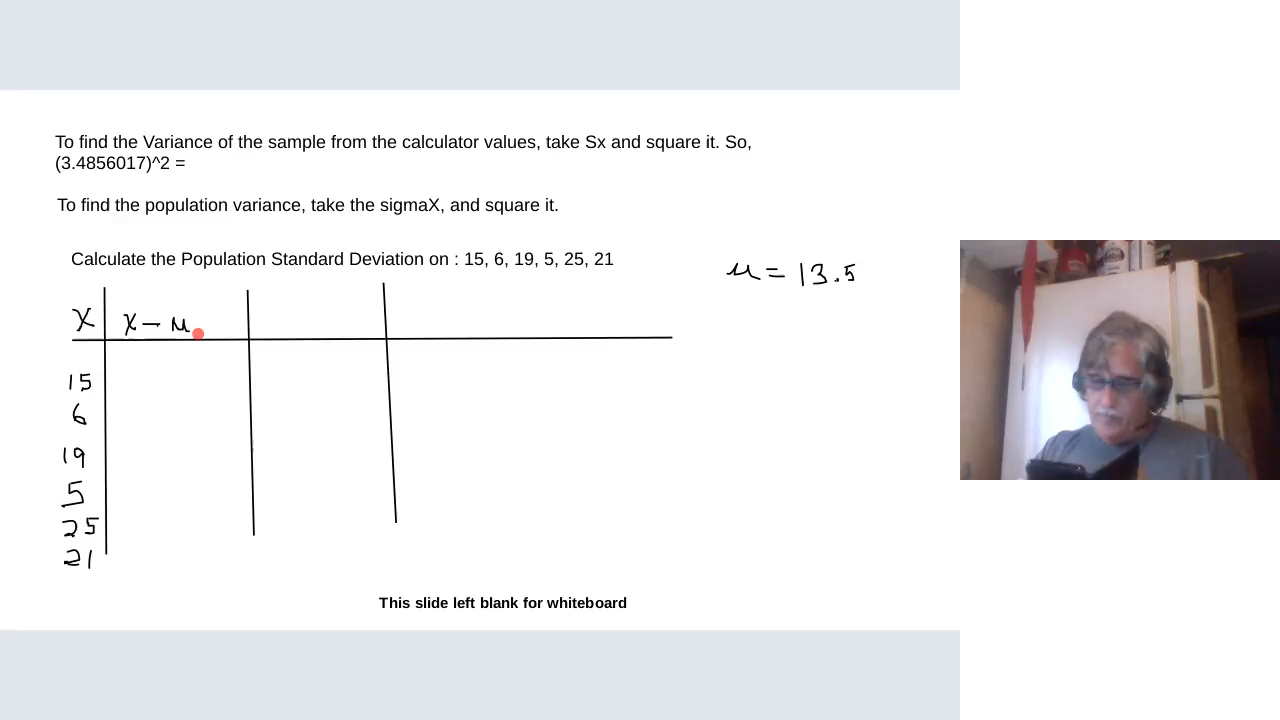 To find the Variance of the sample from the calculator values, take Sx and square it. So,
(3.4856017)^2 =
To find the population variance, take the sigmaX, and square it.
Calculate the Population Standard Deviation on : 15, 6, 19, 5, 25, 21
μ = 13.5
X
X - μ
15
6
19
5
25
21
This slide left blank for whiteboard